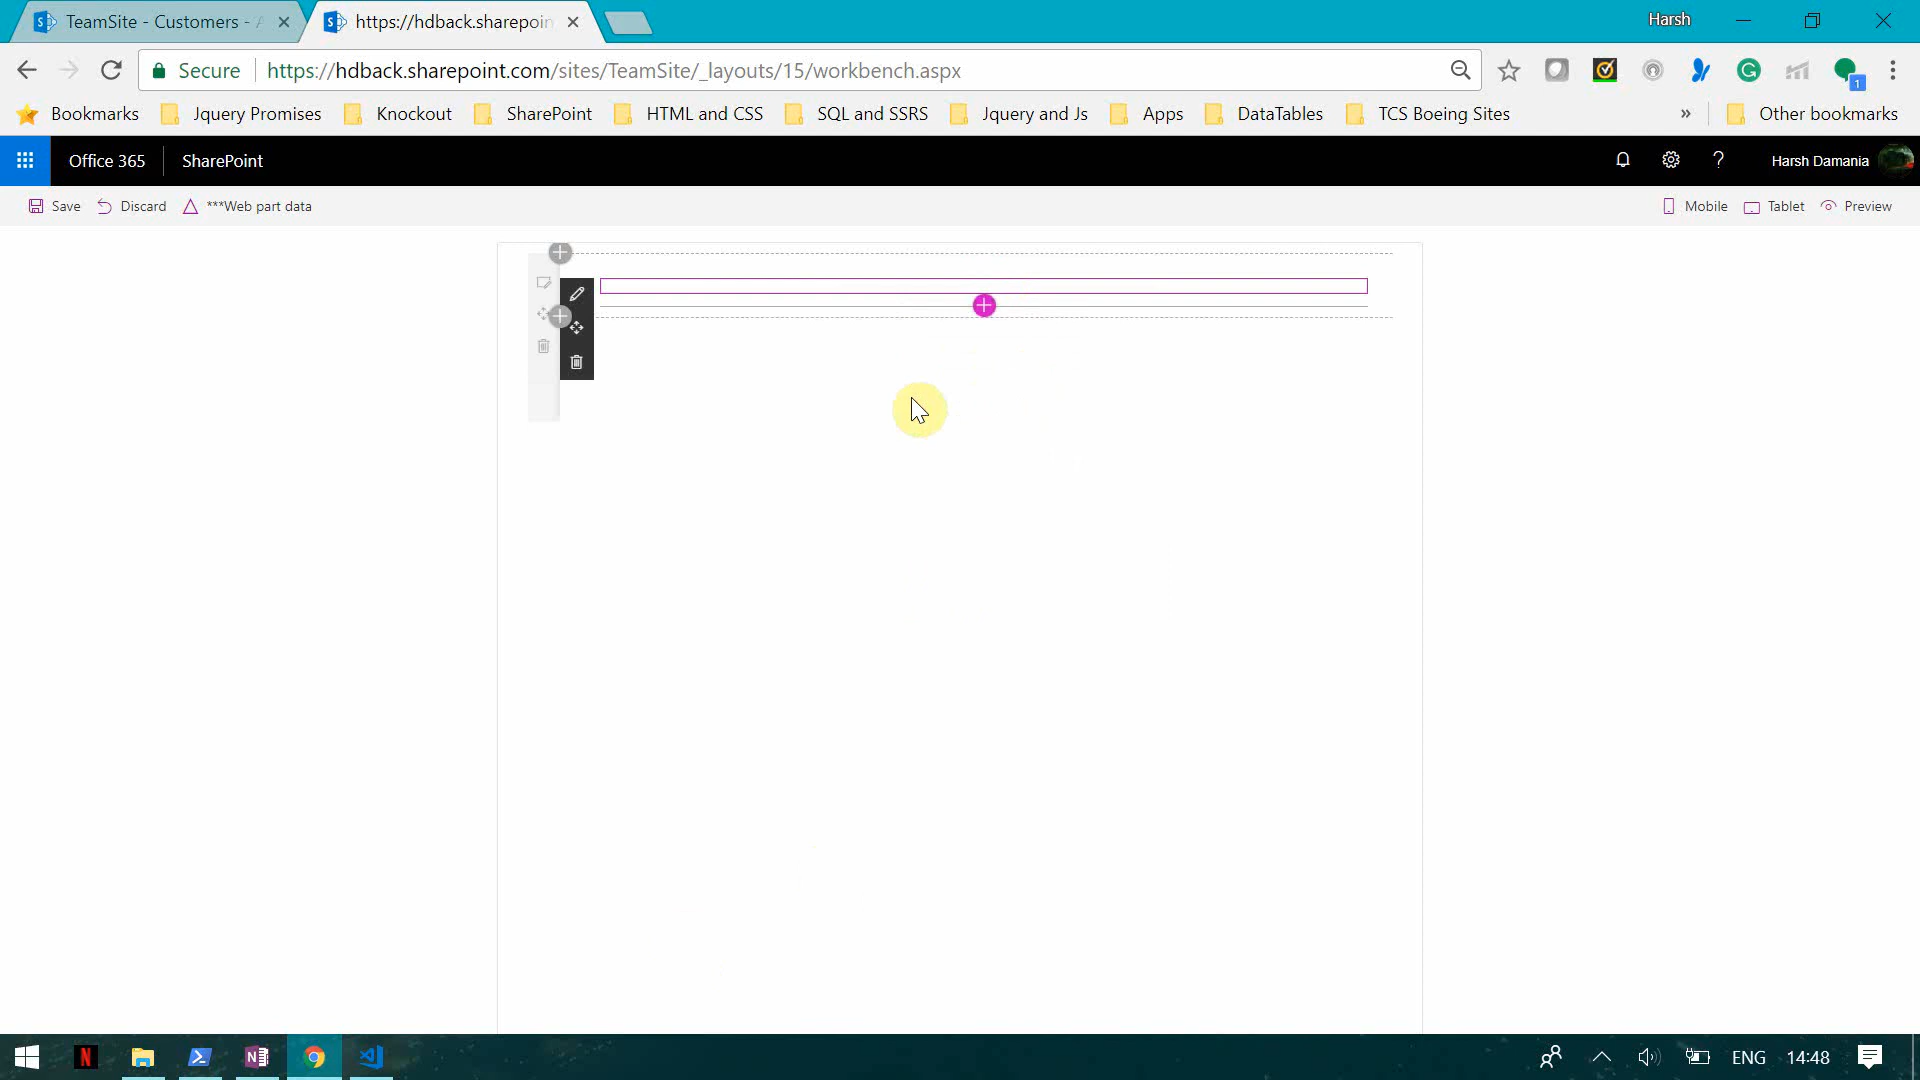 TeamSite - Customers - A
https://hdback.sharepoin
Harsh
Secure
https://hdback.sharepoint.com/sites/TeamSite/_layouts/15/workbench.aspx
Bookmarks
Jquery Promises
Knockout
SharePoint
HTML and CSS
SQL and SSRS
Jquery and Js
Apps
DataTables
TCS Boeing Sites
»
Other bookmarks
Office 365
SharePoint
?
Harsh Damania
Save
Discard
***Web part data
Mobile
Tablet
Preview
ENG
14:48